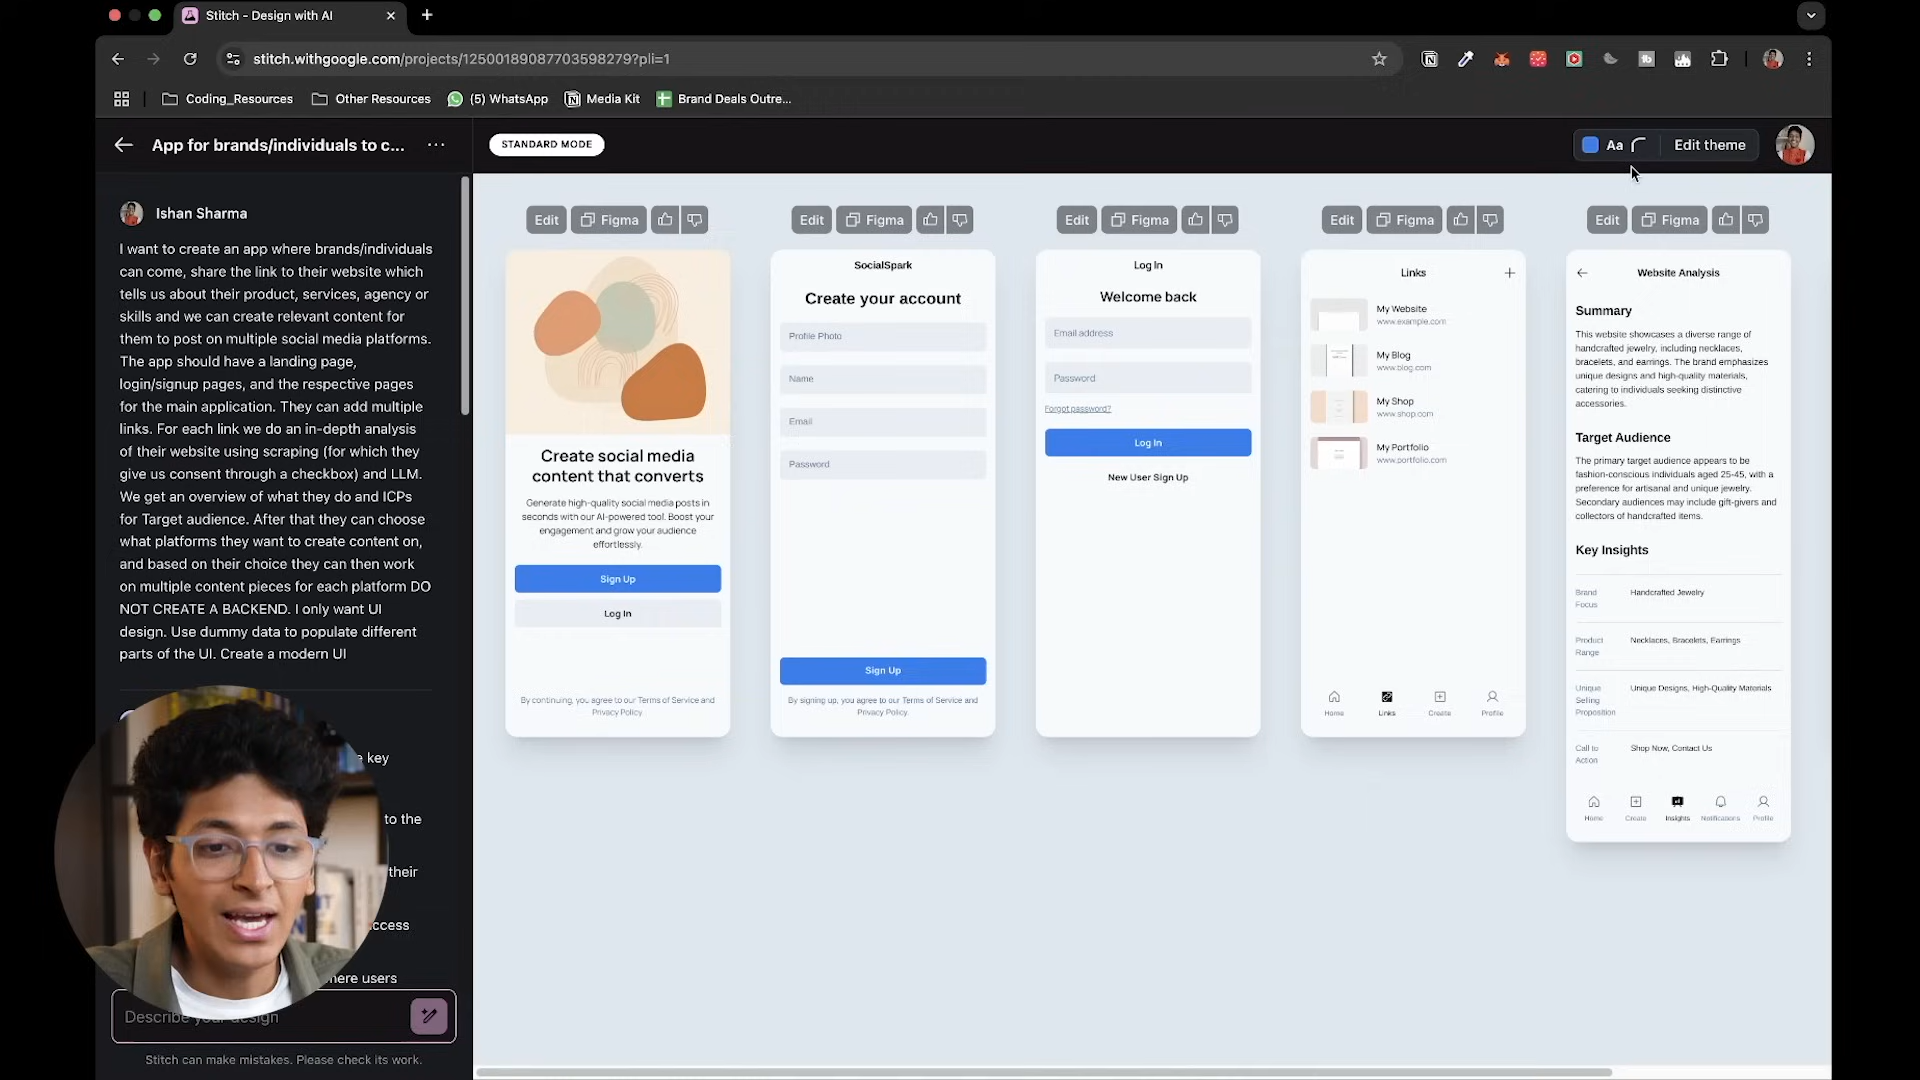 Stitch - Design with AI
stitch.withgoogle.com/projects/12500189087703598279?pli=1
Coding_Resources
Other Resources
(5) WhatsApp
Media Kit
Brand Deals Outre...
App for brands/individuals to c...
STANDARD MODE
Aa
Edit theme
Ishan Sharma
I want to create an app where brands/individuals
can come, share the link to their website which
tells us about their product, services, agency or
skills and we can create relevant content for
them to post on multiple social media platforms.
The app should have a landing page,
login/signup pages, and the respective pages
for the main application. They can add multiple
links. For each link we do an in-depth analysis
of their website using scraping (for which they
give us consent through a checkbox) and LLM.
We get an overview of what they do and ICPs
for Target audience. After that they can choose
what platforms they want to create content on,
and based on their choice they can then work
on multiple content pieces for each platform DO
NOT CREATE A BACKEND. I only want UI
design. Use dummy data to populate different
parts of the UI. Create a modern UI
key
to the
their
ccess
here users
Describe your design
Stitch can make mistakes. Please check its work.
Edit
Figma
Create social media
content that converts
Generate high-quality social media posts in
seconds with our AI-powered tool. Boost your
engagement and grow your audience
effortlessly.
Sign Up
Log In
By continuing, you agree to our Terms of Service and
Privacy Policy
Edit
Figma
SocialSpark
Create your account
Profile Photo
Name
Email
Password
Sign Up
By signing up, you agree to our Terms of Service and
Privacy Policy
Edit
Figma
Log In
Welcome back
Email address
Password
Forgot password?
Log In
New User Sign Up
Edit
Figma
Links
My Website
www.example.com
My Blog
www.blog.com
My Shop
www.shop.com
My Portfolio
www.portfolio.com
Home
Links
Create
Profile
Edit
Figma
Website Analysis
Summary
This website showcases a diverse range of
handcrafted jewelry, including necklaces,
bracelets, and earrings. The brand emphasizes
unique designs and high-quality materials,
catering to individuals seeking distinctive
accessories.
Target Audience
The primary target audience appears to be
fashion-conscious individuals aged 25-45, with a
preference for artisanal and unique jewelry.
Secondary audiences may include gift-givers and
collectors of handcrafted items.
Key Insights
Brand
Focus
Handcrafted Jewelry
Product
Range
Necklaces, Bracelets, Earrings
Unique
Selling
Proposition
Unique Designs, High-Quality Materials
Call to
Action
Shop Now, Contact Us
Home
Create
Insights
Notifications
Profile